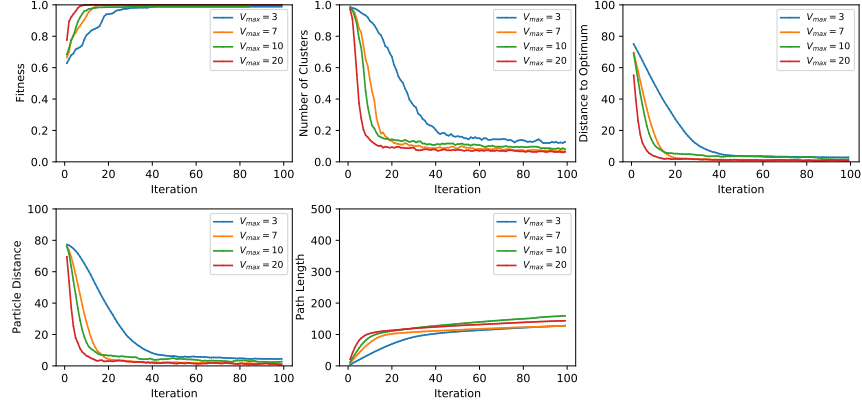 Fitness
1.0
0.8
0.6
0.4
0.2
0.0
0 20 40 60 80 100
Iteration
V_max = 3
V_max = 7
V_max = 10
V_max = 20
Number of Clusters
1.0
0.8
0.6
0.4
0.2
0.0
0 20 40 60 80 100
Iteration
V_max = 3
V_max = 7
V_max = 10
V_max = 20
Distance to Optimum
100
80
60
40
20
0
0 20 40 60 80 100
Iteration
V_max = 3
V_max = 7
V_max = 10
V_max = 20
Particle Distance
100
80
60
40
20
0
0 20 40 60 80 100
Iteration
V_max = 3
V_max = 7
V_max = 10
V_max = 20
Path Length
500
400
300
200
100
0
0 20 40 60 80 100
Iteration
V_max = 3
V_max = 7
V_max = 10
V_max = 20